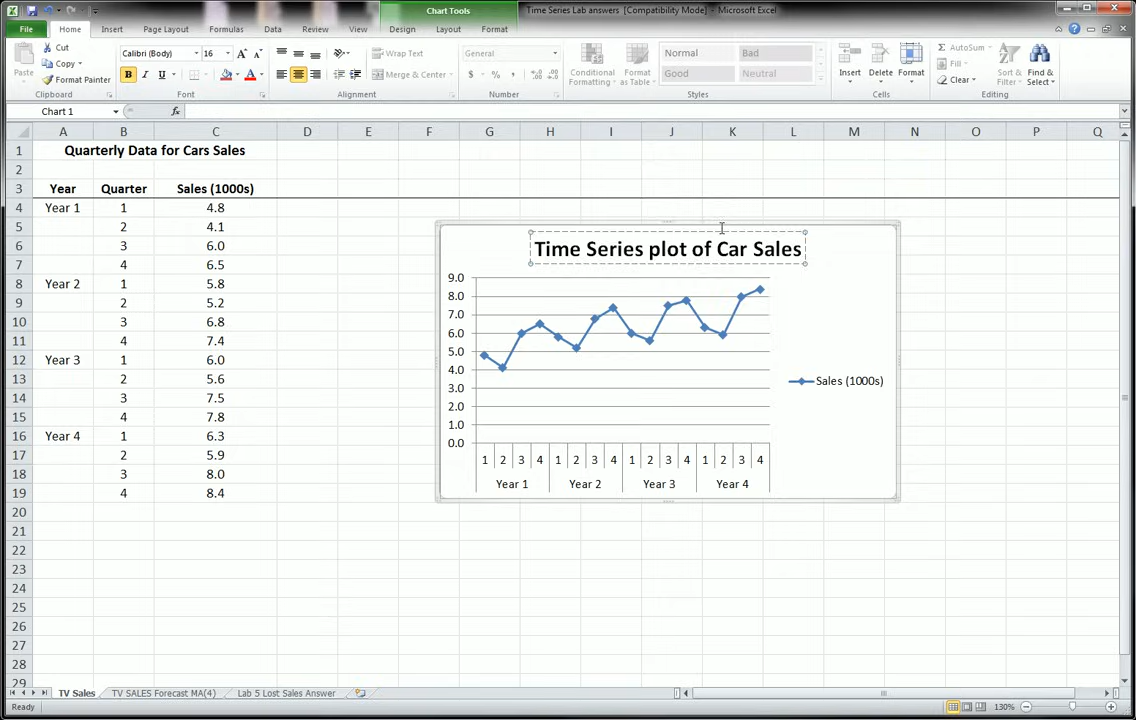 Chart Tools
Time Series Lab answers [Compatibility Mode] - Microsoft Excel
File Home Insert Page Layout Formulas Data Review View Design Layout Format
Cut
Copy
Format Painter
Paste
Clipboard
Calibri (Body) 16
B I U
Font
Wrap Text
Merge & Center
Alignment
General
$ % ,
Number
Conditional Formatting
Format as Table
Normal Bad
Good Neutral
Styles
Insert Delete Format
Cells
AutoSum
Fill
Clear
Sort & Filter
Find & Select
Editing
Chart 1 fx
A B C D E F G H I J K L M N O P Q
1 Quarterly Data for Cars Sales
2
3 Year Quarter Sales (1000s)
4 Year 1 1 4.8
5 2 4.1
6 3 6.0
7 4 6.5
8 Year 2 1 5.8
9 2 5.2
10 3 6.8
11 4 7.4
12 Year 3 1 6.0
13 2 5.6
14 3 7.5
15 4 7.8
16 Year 4 1 6.3
17 2 5.9
18 3 8.0
19 4 8.4
20
21
22
23
24
25
26
27
28
29
Time Series plot of Car Sales
9.0
8.0
7.0
6.0
5.0
4.0
3.0
2.0
1.0
0.0
1 2 3 4 1 2 3 4 1 2 3 4 1 2 3 4
Year 1 Year 2 Year 3 Year 4
Sales (1000s)
TV Sales TV SALES Forecast MA(4) Lab 5 Lost Sales Answer
Ready 130%